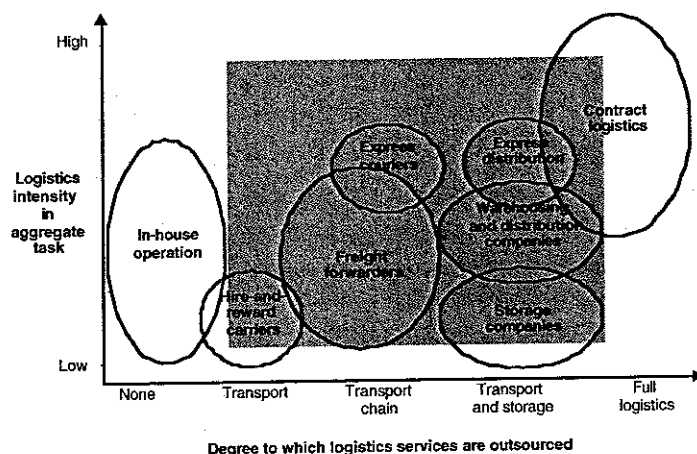 High
Logistics
intensity
in
aggregate
task
Low
In-house
operation
Hire-and-
reward
carriers
Express
couriers
Freight
forwarders
Express
distribution
Warehousing
and distribution
companies
Storage
companies
Contract
logistics
None
Transport
Transport
chain
Transport
and storage
Full
logistics
Degree to which logistics services are outsourced